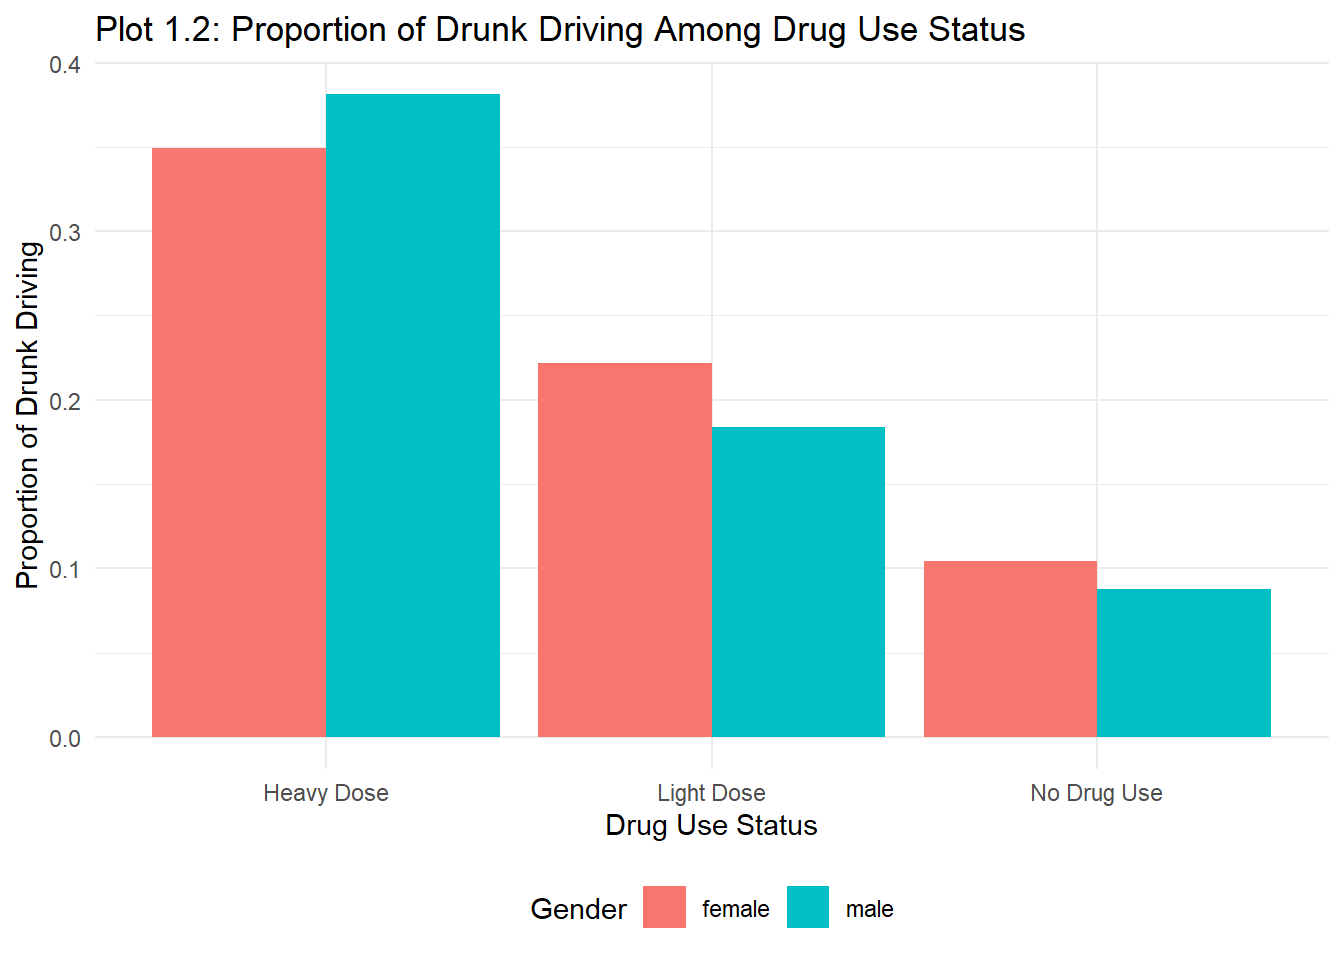 Plot 1.2: Proportion of Drunk Driving Among Drug Use Status
Proportion of Drunk Driving
0.4
0.3
0.2
0.1
0.0
Heavy Dose Light Dose No Drug Use
Drug Use Status
Gender female male